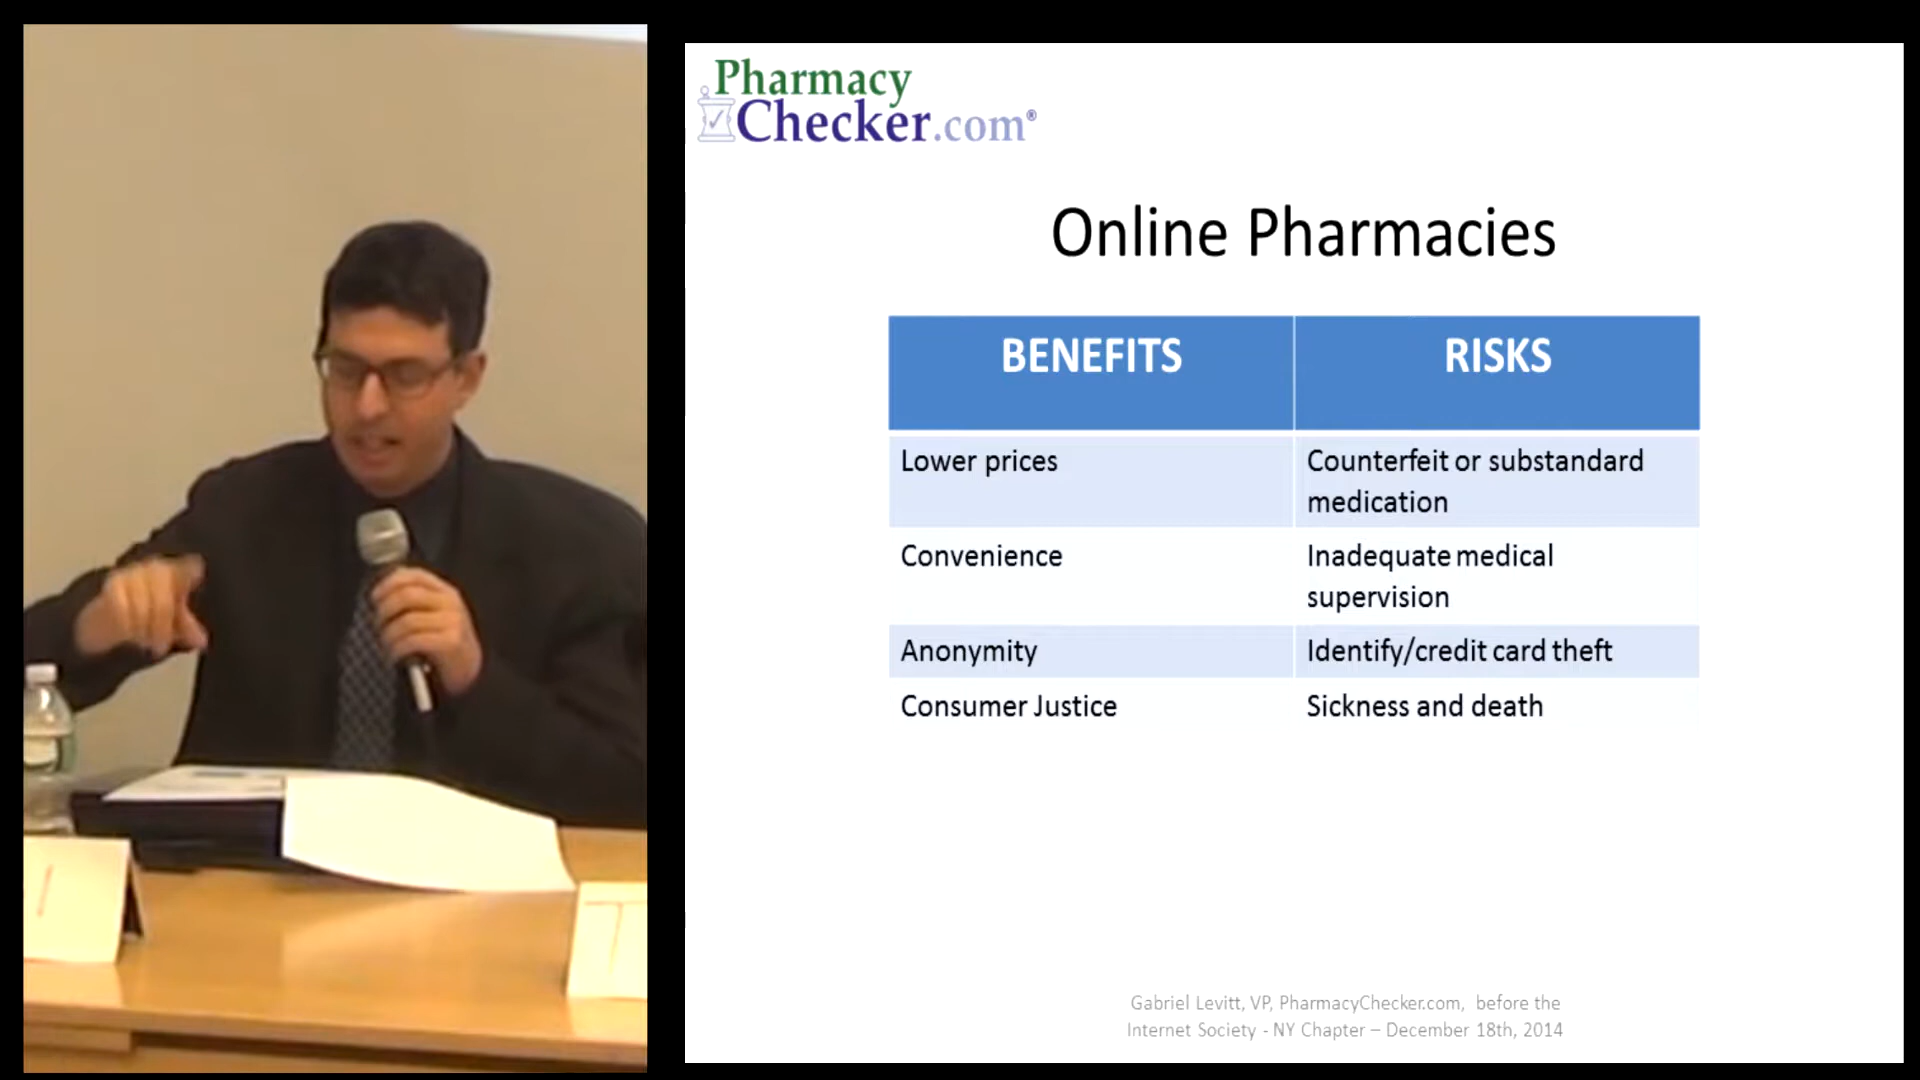 Pharmacy
Checker.com®
Online Pharmacies
BENEFITS RISKS
Lower prices Counterfeit or substandard
medication
Convenience Inadequate medical
supervision
Anonymity Identify/credit card theft
Consumer Justice Sickness and death
Gabriel Levitt, VP, PharmacyChecker.com, before the
Internet Society - NY Chapter – December 18th, 2014